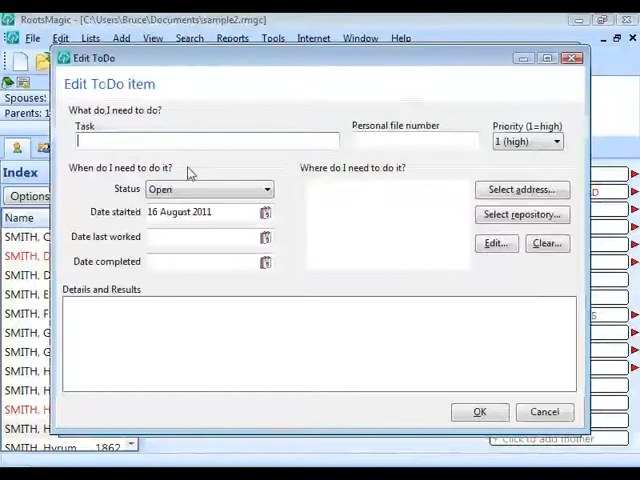 RootsMagic - [C:\Users\Bruce\Documents\sample2.rmgc]
File Edit Lists Add View Search Reports Tools Internet Window Help
Edit ToDo
Edit ToDo item
Spouses:
Parents: 1
What do I need to do?
Task Personal file number Priority (1=high)
1 (high)
When do I need to do it? Where do I need to do it?
Index
Status Open Select address...
Options
Date started 16 August 2011 Select repository...
Name
Date last worked Edit... Clear...
SMITH, D
Date completed
SMITH, D
Details and Results
SMITH, E
SMITH, F
SMITH, G
SMITH, G
SMITH, H
SMITH, H
SMITH, H
OK Cancel
SMITH, H
SMITH, Hyrum 1862
+ Click to add mother